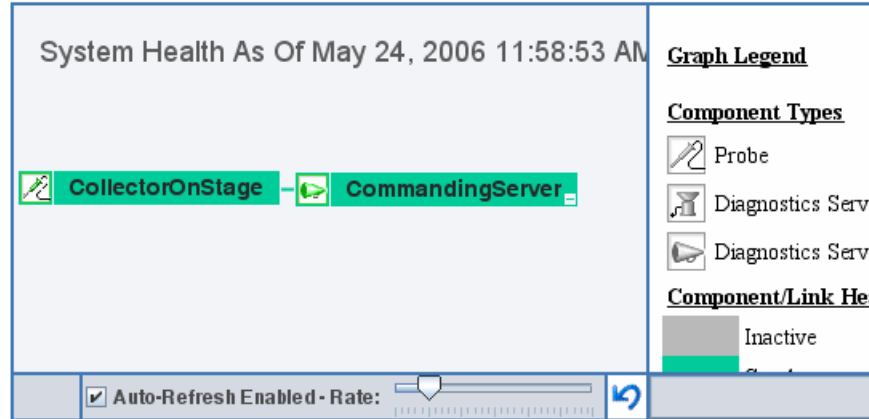 System Health As Of May 24, 2006 11:58:53 AM
CollectorOnStage
CommandingServer
Auto-Refresh Enabled - Rate:
Graph Legend
Component Types
Probe
Diagnostics Serv
Diagnostics Serv
Component/Link He
Inactive